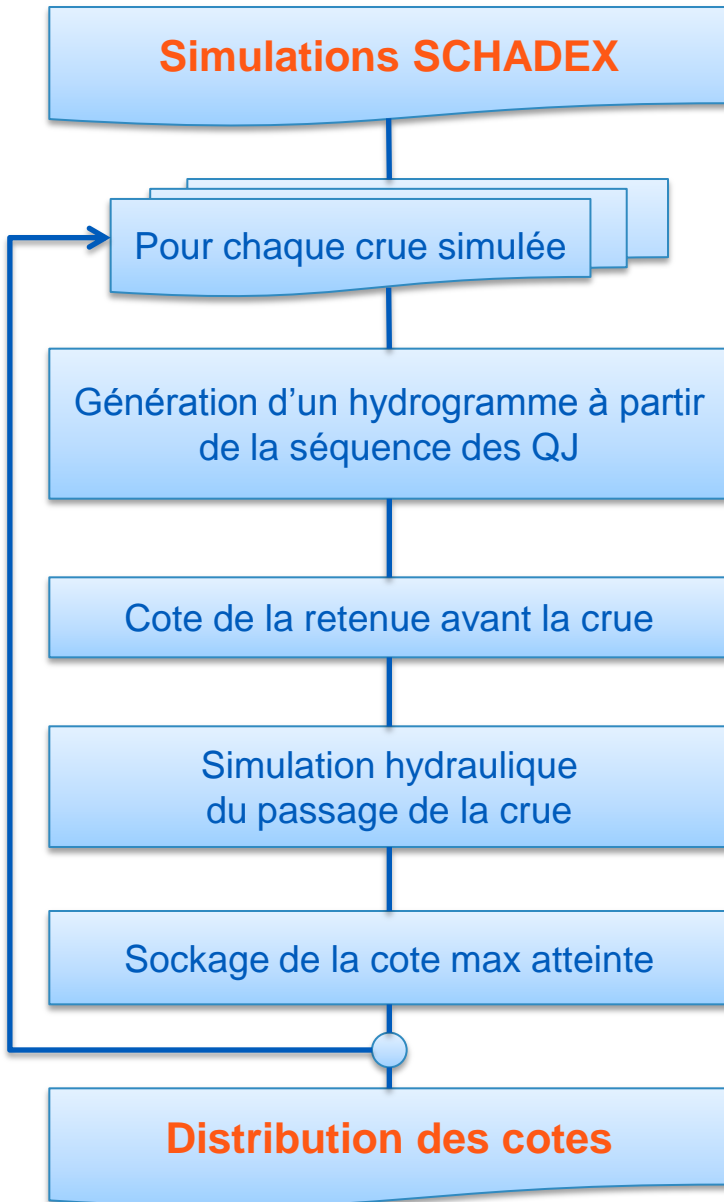 Simulations SCHADEX
Pour chaque crue simulée
Génération d'un hydrogramme à partir
de la séquence des QJ
Cote de la retenue avant la crue
Simulation hydraulique
du passage de la crue
Sockage de la cote max atteinte
Distribution des cotes